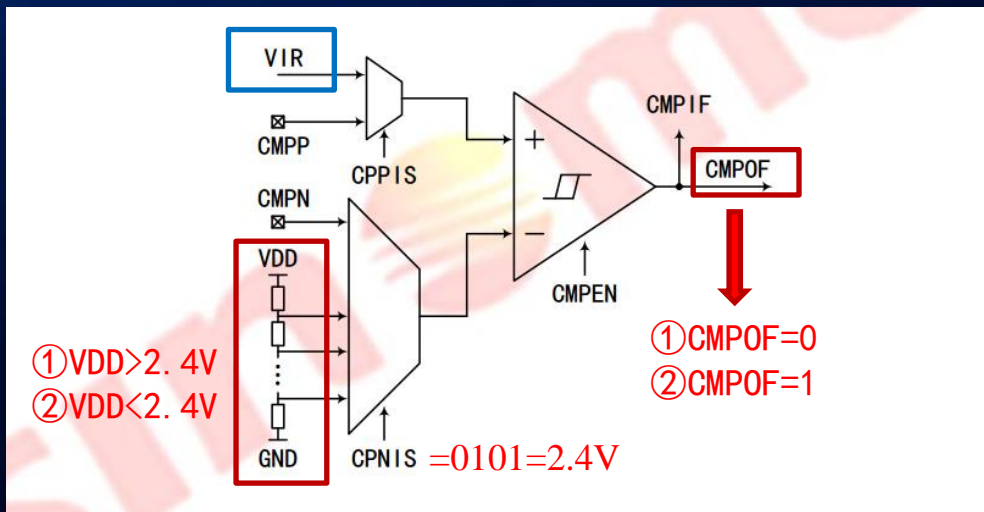 VIR
CMPP
CPPIS
CMPN
VDD
GND
CPNIS =0101=2.4V
+
−
CMPEN
CMPIF
CMPOF
①VDD>2.4V
②VDD<2.4V
①CMPOF=0
②CMPOF=1